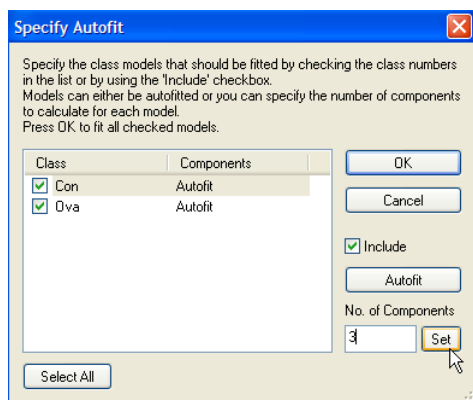 Specify Autofit
Specify the class models that should be fitted by checking the class numbers
in the list or by using the 'Include' checkbox.
Models can either be autofitted or you can specify the number of components
to calculate for each model.
Press OK to fit all checked models.
Class Components
Con Autofit
Ova Autofit
OK
Cancel
Include
Autofit
No. of Components
3 Set
Select All